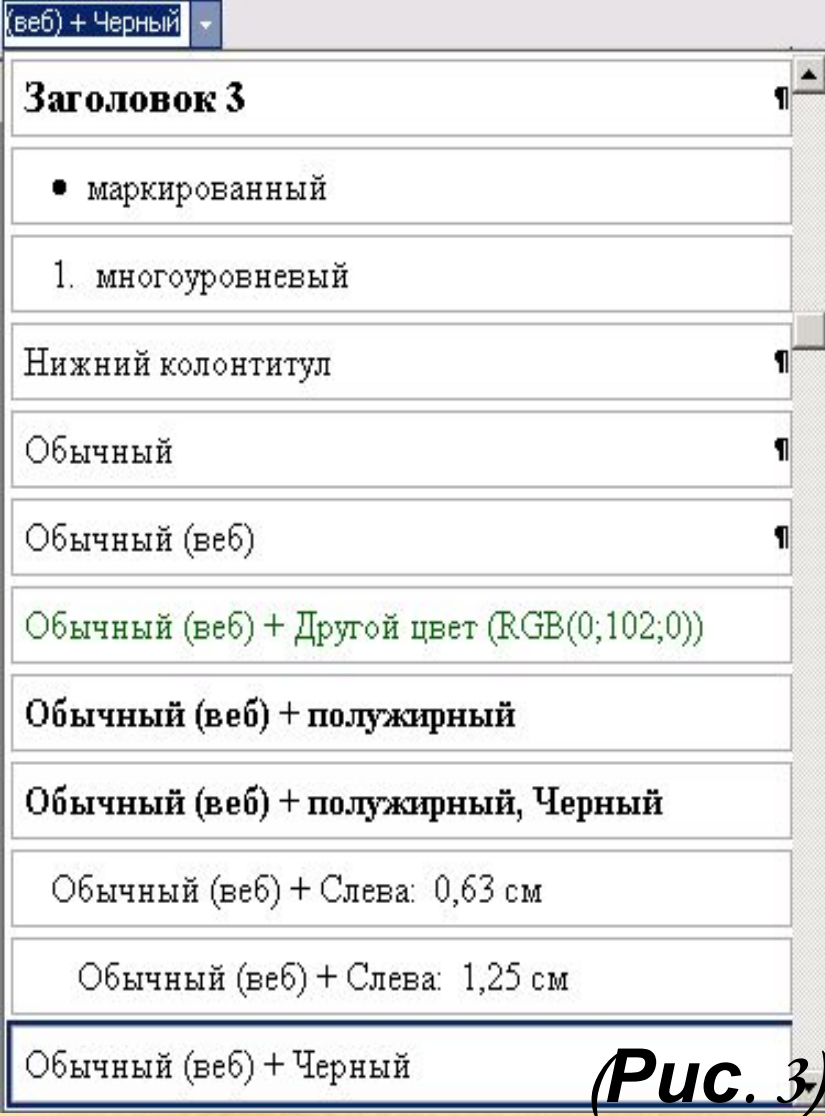 (веб) + Черный
Заголовок 3 ¶
• маркированный
1. многоуровневый
Нижний колонтитул ¶
Обычный ¶
Обычный (веб) ¶
Обычный (веб) + Другой цвет (RGB(0;102;0))
Обычный (веб) + полужирный
Обычный (веб) + полужирный, Черный
Обычный (веб) + Слева: 0,63 см
Обычный (веб) + Слева: 1,25 см
Обычный (веб) + Черный
(Рис. 3)